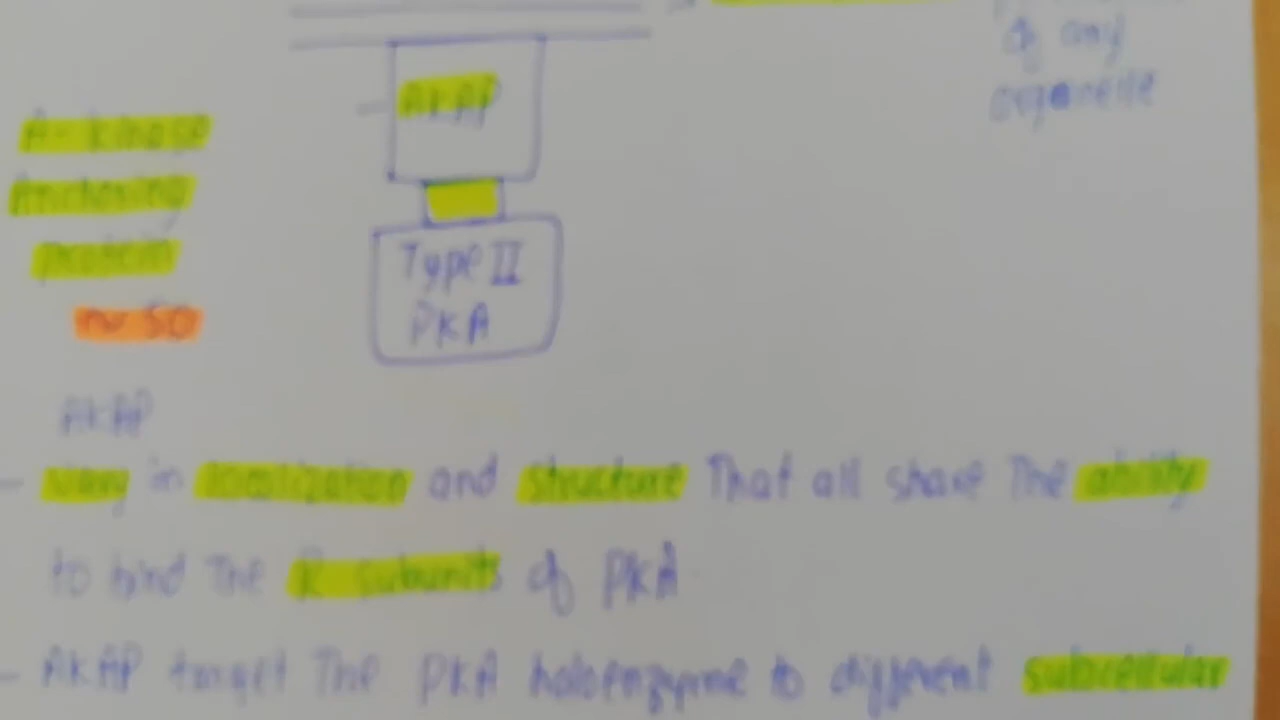 of any
organelle
AKAP
A-kinase
Anchoring
protein
~ 50
Type II
PKA
AKAP
- Vary in localization and structure That all share The ability
to bind The R subunits of PKA
- AKAP target The PKA holoenzyme to different subcellular